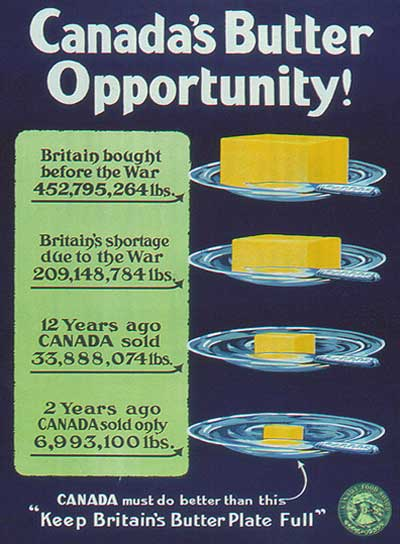 Canada's Butter
Opportunity!
Britain bought
before the War
452,795,264 lbs.
Britain's shortage
due to the War
209,148,784 lbs.
12 Years ago
CANADA sold
33,888,074 lbs.
2 Years ago
CANADA sold only
6,993,100 lbs.
CANADA must do better than this
"Keep Britain's Butter Plate Full"